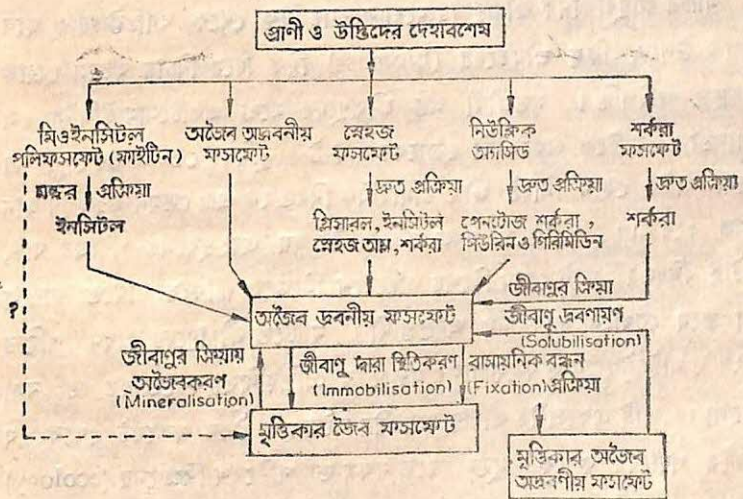 প্রাণী ও উদ্ভিদের দেহাবশেষ
মিওইনসিটল
পলিফসফেট (ফাইটিন)
অজৈব অদ্রবনীয়
ফসফেট
স্নেহজ
ফসফেট
নিউক্লিক
অ্যাসিড
শর্করা
ফসফেট
মন্থর প্রক্রিয়া
দ্রুত প্রক্রিয়া
দ্রুত প্রক্রিয়া
দ্রুত প্রক্রিয়া
ইনসিটল
গ্লিসারল, ইনসিটল
স্নেহজ অম্ল, শর্করা
পেনটোজ শর্করা,
পিউরিন ও পিরিমিডিন
শর্করা
?
অজৈব দ্রবনীয় ফসফেট
জীবাণুর ক্রিয়া
জীবাণু দ্রবণায়ণ
(Solubilisation)
জীবাণুর ক্রিয়ায়
অজৈবকরণ
(Mineralisation)
জীবাণু দ্বারা স্থিতিকরণ
(Immobilisation)
রাসায়নিক বন্ধন
(Fixation) প্রক্রিয়া
মৃত্তিকার জৈব ফসফেট
মৃত্তিকার অজৈব
অদ্রবণীয় ফসফেট